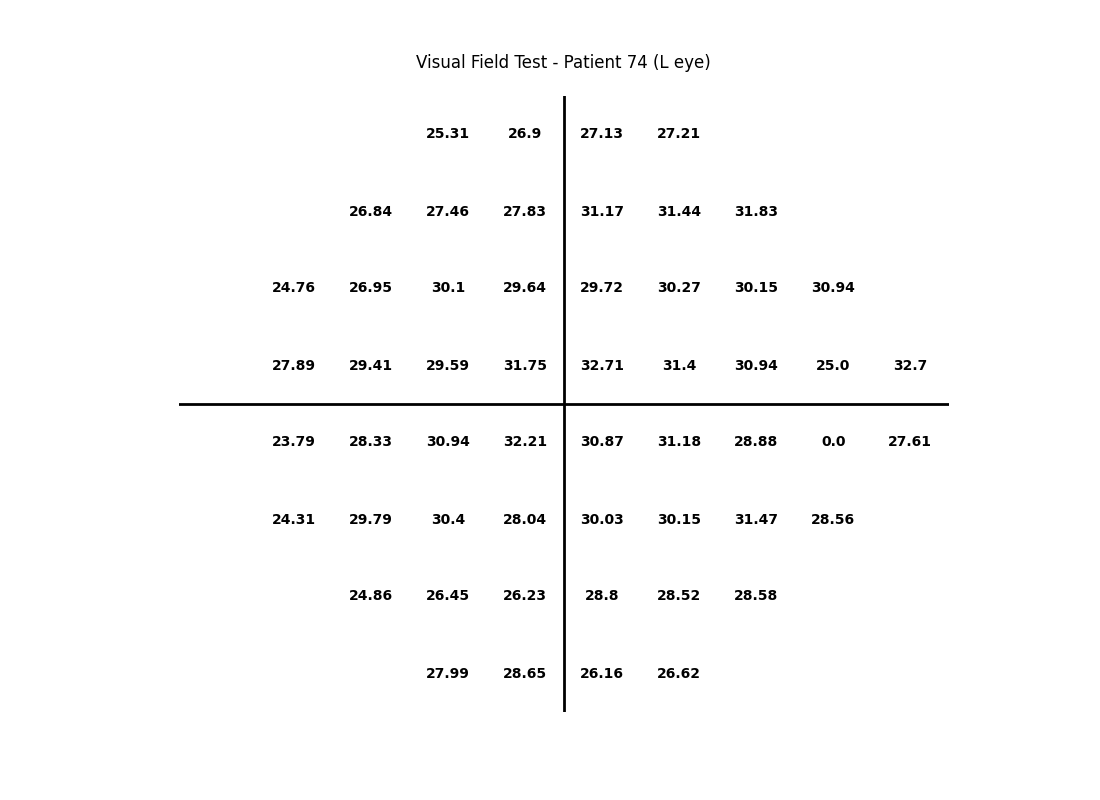 Visual Field Test - Patient 74 (L eye)
25.31 26.9 27.13 27.21
26.84 27.46 27.83 31.17 31.44 31.83
24.76 26.95 30.1 29.64 29.72 30.27 30.15 30.94
27.89 29.41 29.59 31.75 32.71 31.4 30.94 25.0 32.7
23.79 28.33 30.94 32.21 30.87 31.18 28.88 0.0 27.61
24.31 29.79 30.4 28.04 30.03 30.15 31.47 28.56
24.86 26.45 26.23 28.8 28.52 28.58
27.99 28.65 26.16 26.62